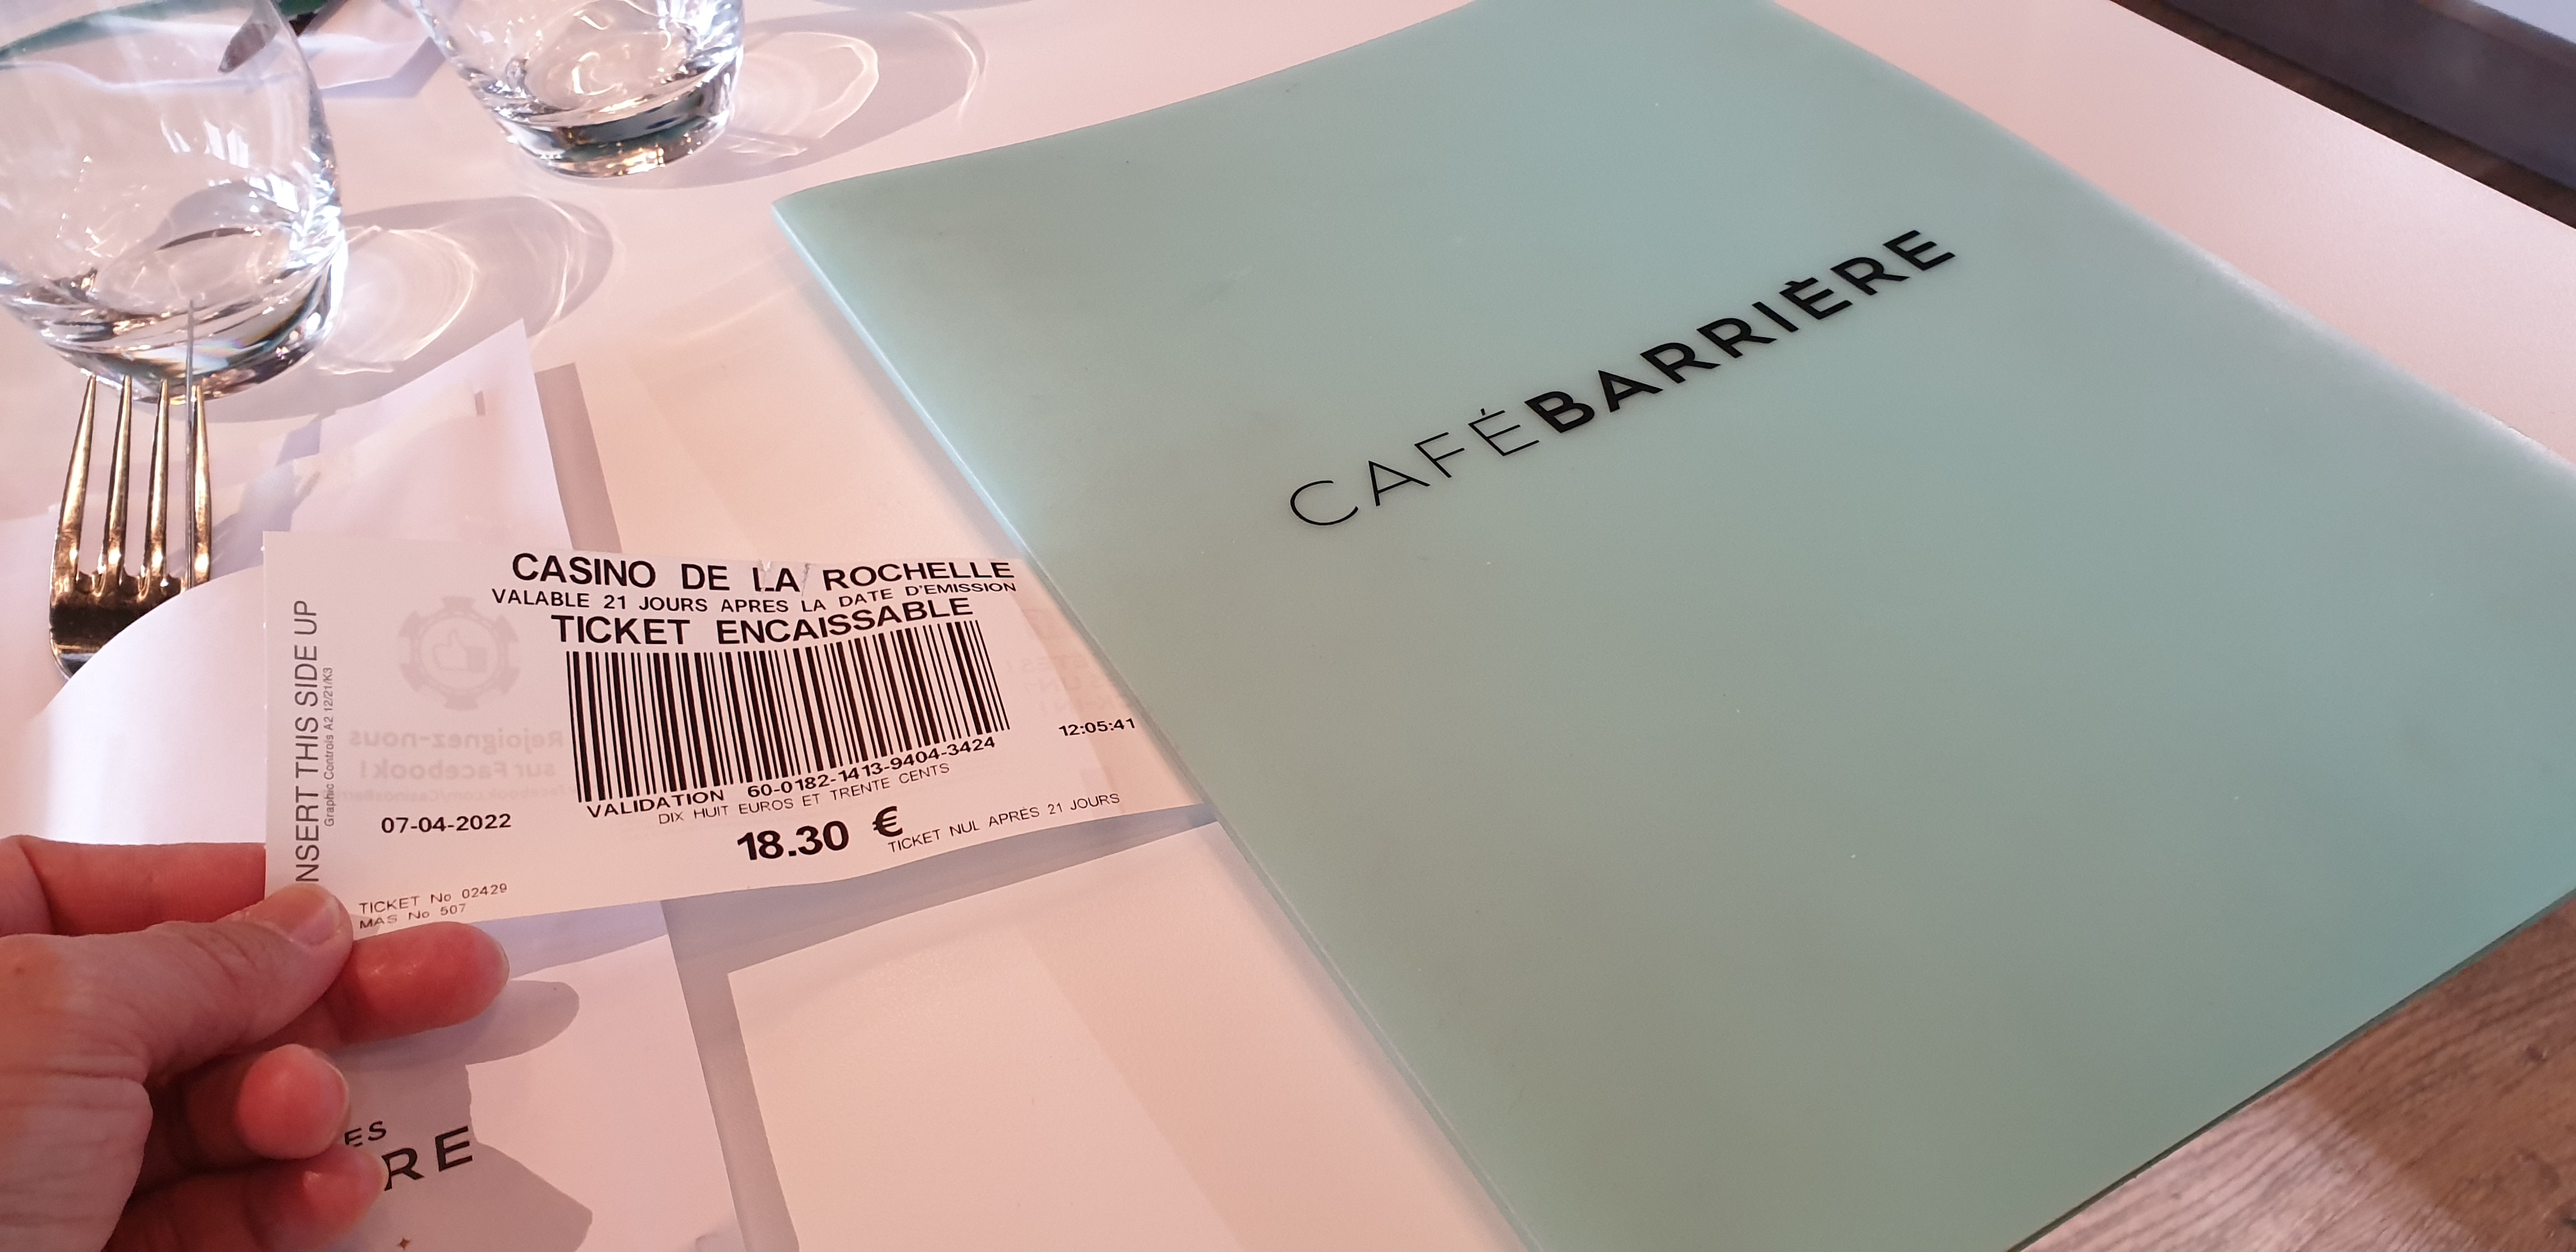 CAFÉBARRIÈRE
CASINO DE LA ROCHELLE
VALABLE 21 JOURS APRES LA DATE D'EMISSION
TICKET ENCAISSABLE
INSERT THIS SIDE UP
Graphic Controls A2 12/21/K3
Rejoignez-nous
sur Facebook !
12:05:41
VALIDATION 60-0182-1413-9404-3424
DIX HUIT EUROS ET TRENTE CENTS
07-04-2022
18.30 €
TICKET NUL APRÈS 21 JOURS
TICKET No 02429
MAS No 507
ES
RE